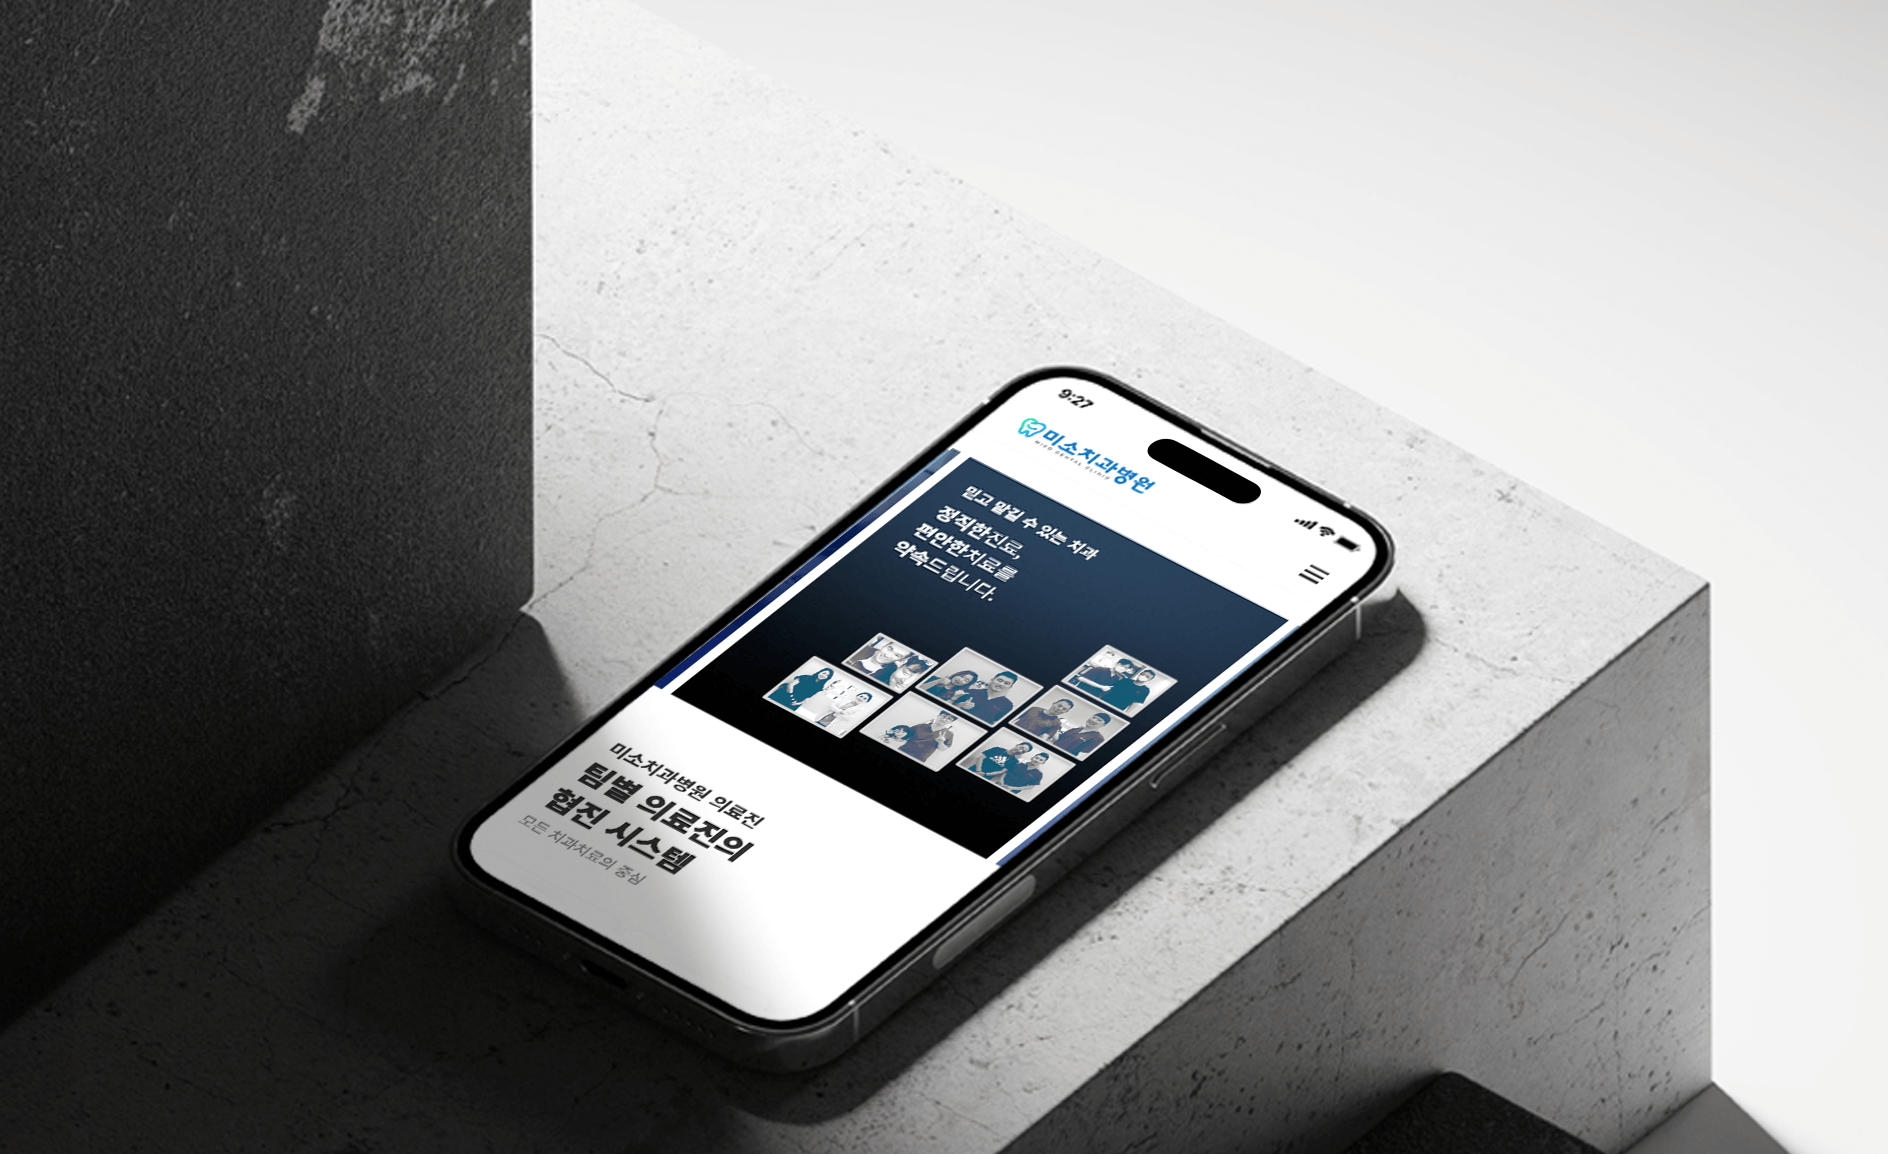 9:27
미소치과병원
MISO DENTAL CLINIC
믿고 맡길 수 있는 치과
정직한진료,
편안한치료를
약속드립니다.
미소치과병원 의료진
팀별 의료진의
협진 시스템
모든 치과치료의 중심